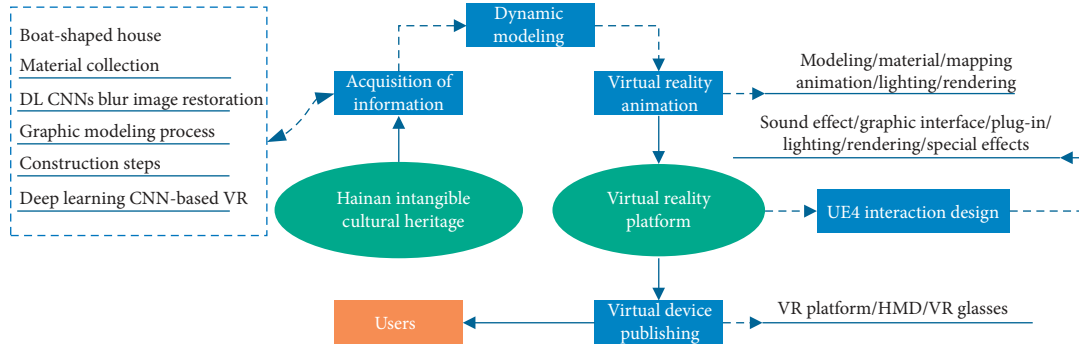 Boat-shaped house
Material collection
DL CNNs blur image restoration
Graphic modeling process
Construction steps
Deep learning CNN-based VR
Acquisition of
information
Hainan intangible
cultural heritage
Dynamic
modeling
Virtual reality
animation
Modeling/material/mapping
animation/lighting/rendering
Sound effect/graphic interface/plug-in/
lighting/rendering/special effects
Virtual reality
platform
UE4 interaction design
Virtual device
publishing
VR platform/HMD/VR glasses
Users